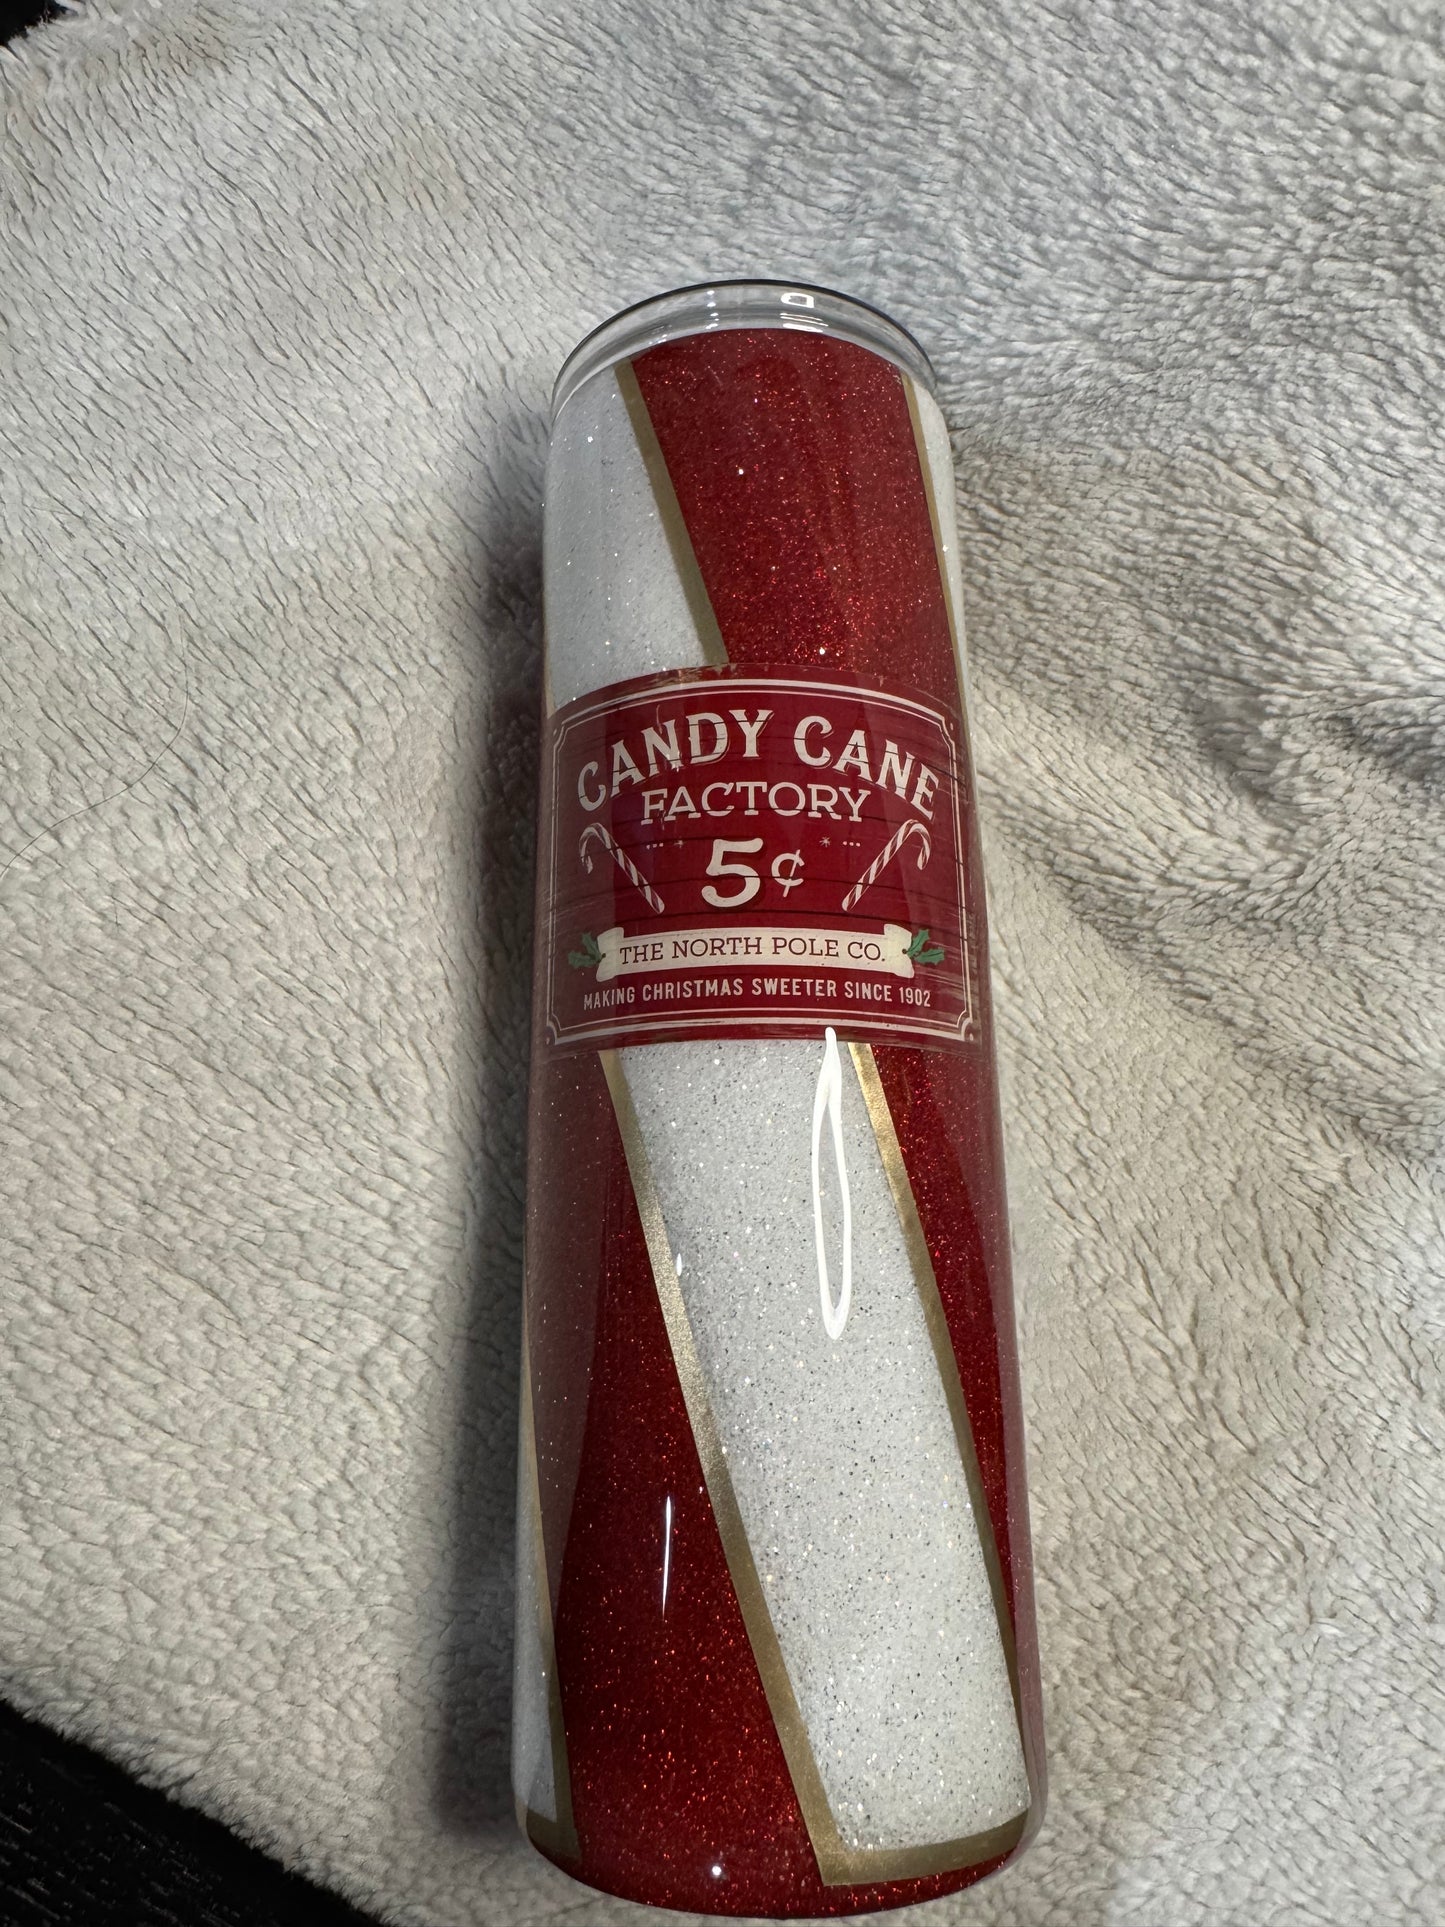 CANDY CANE
FACTORY
5¢
THE NORTH POLE CO.
MAKING CHRISTMAS SWEETER SINCE 1902